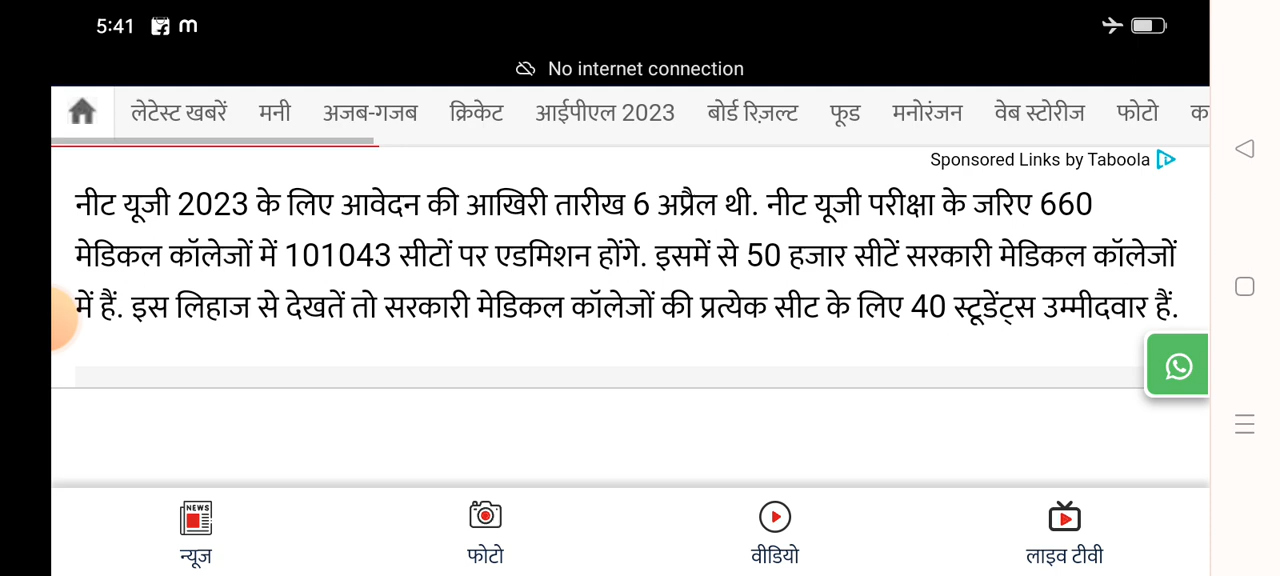 5:41
No internet connection
लेटेस्ट खबरें मनी अजब-गजब क्रिकेट आईपीएल 2023 बोर्ड रिज़ल्ट फूड मनोरंजन वेब स्टोरीज फोटो क
Sponsored Links by Taboola
नीट यूजी 2023 के लिए आवेदन की आखिरी तारीख 6 अप्रैल थी. नीट यूजी परीक्षा के जरिए 660
मेडिकल कॉलेजों में 101043 सीटों पर एडमिशन होंगे. इसमें से 50 हजार सीटें सरकारी मेडिकल कॉलेजों
में हैं. इस लिहाज से देखतें तो सरकारी मेडिकल कॉलेजों की प्रत्येक सीट के लिए 40 स्टूडेंट्स उम्मीदवार हैं.
NEWS
न्यूज फोटो वीडियो लाइव टीवी